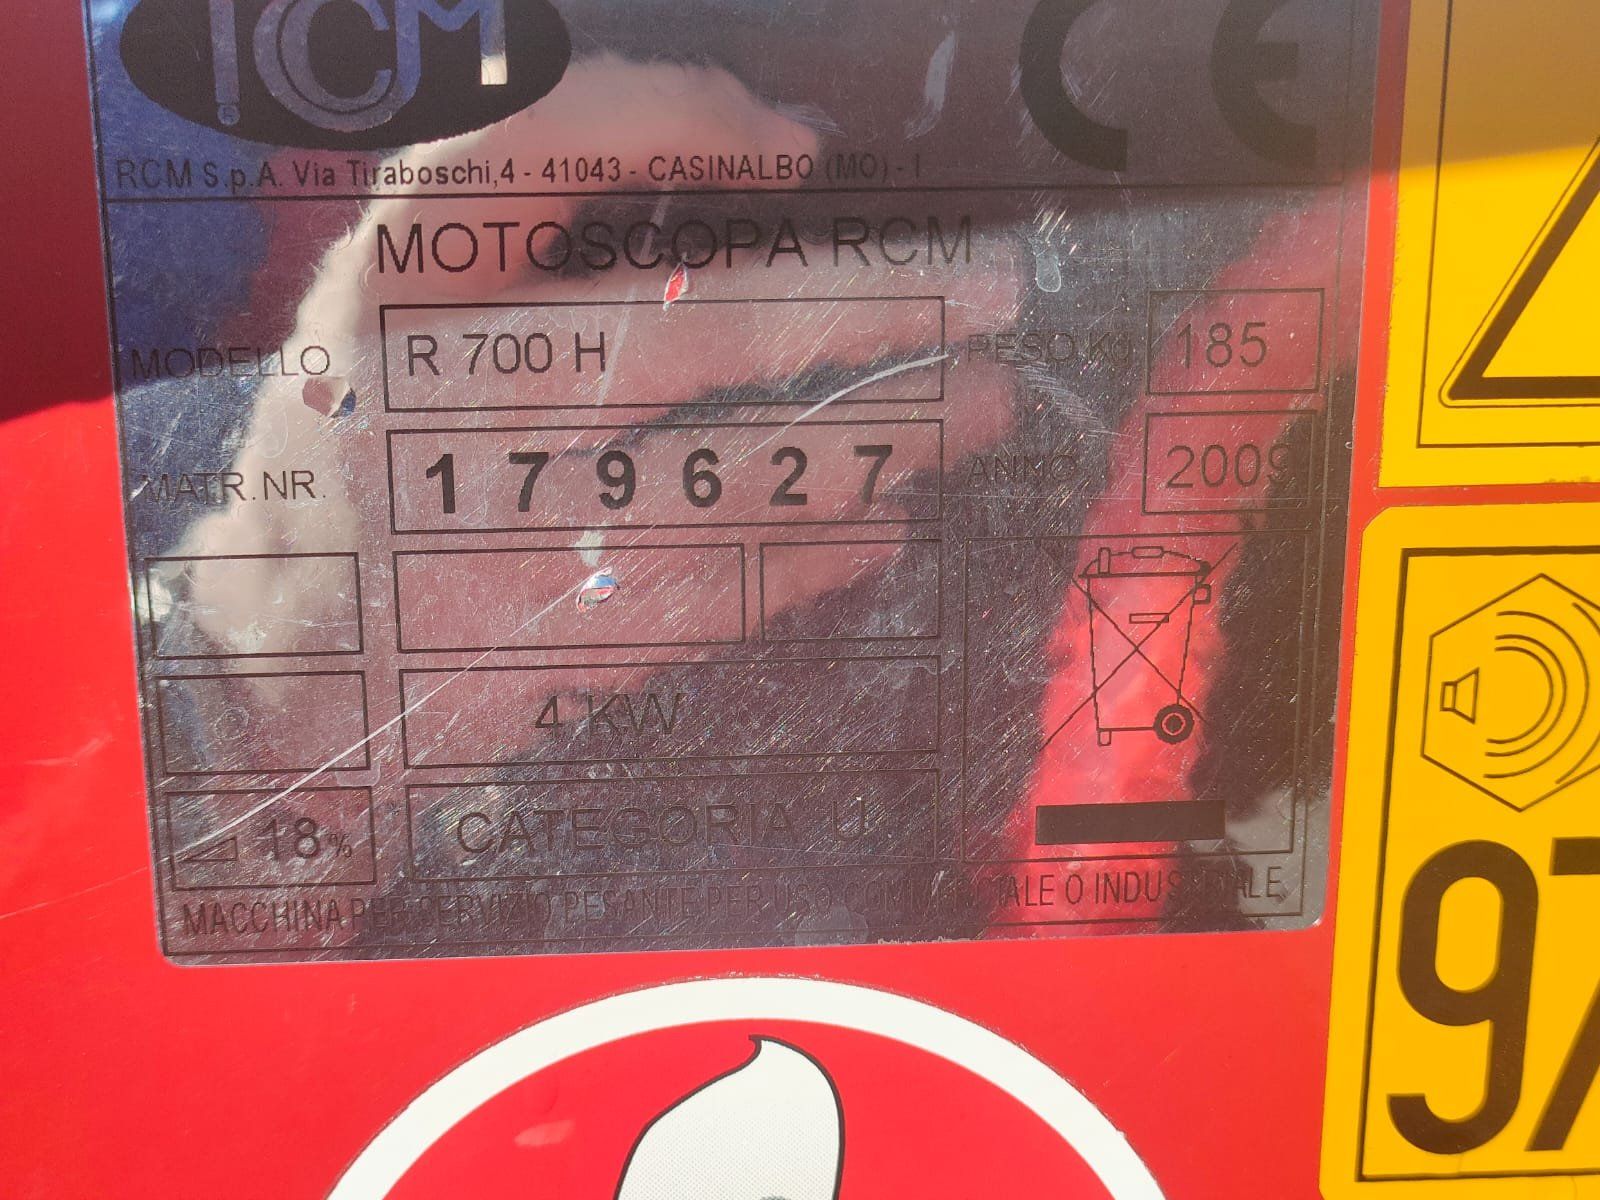 RCM
CE
RCM S.p.A. Via Tiraboschi,4 - 41043 - CASINALBO (MO) - I
MOTOSCOPA RCM
MODELLO R 700 H PESO Kg 185
MATR.NR. 179627 ANNO 2009
4 KW
18% CATEGORIA U
MACCHINA PER SERVIZIO PESANTE PER USO COMMERCIALE O INDUSTRIALE
97